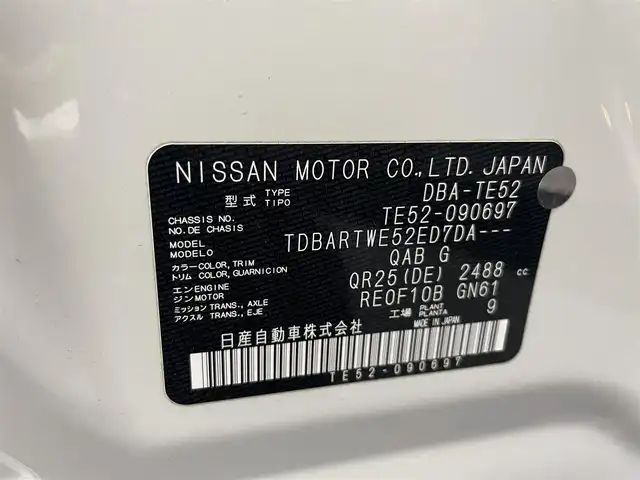 NISSAN MOTOR CO.,LTD. JAPAN
型式 TYPE TIPO DBA-TE52
CHASSIS NO. NO.DE CHASIS TE52-090697
MODEL MODELO TDBARTWE52ED7DA---
カラー COLOR, TRIM トリム COLOR, GUARNICION QAB G
エンジン ENGINE MOTOR QR25(DE) 2488 cc
ミッション TRANS., AXLE アクスル TRANS., EJE RE0F10B GN61
工場 PLANT PLANTA 9
日産自動車株式会社 MADE IN JAPAN
TE52-090697